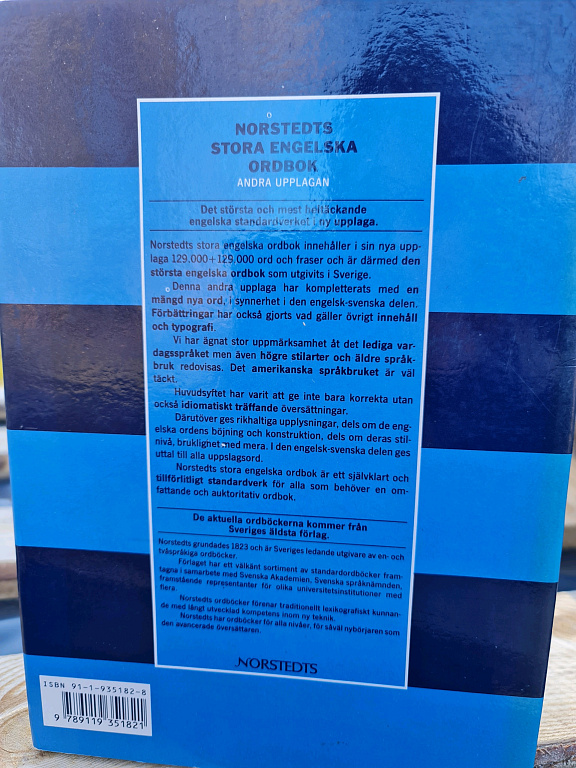 NORSTEDTS
STORA ENGELSKA
ORDBOK
ANDRA UPPLAGAN
Det största och mest heltäckande
engelska standardverket i ny upplaga.
Norstedts stora engelska ordbok innehåller i sin nya upp-
laga 129.000+129.000 ord och fraser och är därmed den
största engelska ordbok som utgivits i Sverige.
Denna andra upplaga har kompletterats med en
mängd nya ord, i synnerhet i den engelsk-svenska delen.
Förbättringar har också gjorts vad gäller övrigt innehåll
och typografi.
Vi har ägnat stor uppmärksamhet åt det lediga var-
dagsspråket men även högre stilarter och äldre språk-
bruk redovisas. Det amerikanska språkbruket är väl
täckt.
Huvudsyftet har varit att ge inte bara korrekta utan
också idiomatiskt träffande översättningar.
Därutöver ges rikhaltiga upplysningar, dels om de eng-
elska ordens böjning och konstruktion, dels om deras stil-
nivå, bruklighet med mera. I den engelsk-svenska delen ges
uttal till alla uppslagsord.
Norstedts stora engelska ordbok är ett självklart och
tillförlitligt standardverk för alla som behöver en om-
fattande och auktoritativ ordbok.
De aktuella ordböckerna kommer från
Sveriges äldsta förlag.
Norstedts grundades 1823 och är Sveriges ledande utgivare av en- och
tvåspråkiga ordböcker.
Förlaget har ett välkänt sortiment av standardordböcker fram-
tagna i samarbete med Svenska Akademien, Svenska språknämnden,
framstående representanter för olika universitetsinstitutioner med
flera.
Norstedts ordböcker förenar traditionellt lexikografiskt kunnan-
de med långt utvecklad kompetens inom ny teknik.
Norstedts har ordböcker för alla nivåer, för såväl nybörjaren som
den avancerade översättaren.
NORSTEDTS
ISBN 91-1-935182-8
9 789119 351821